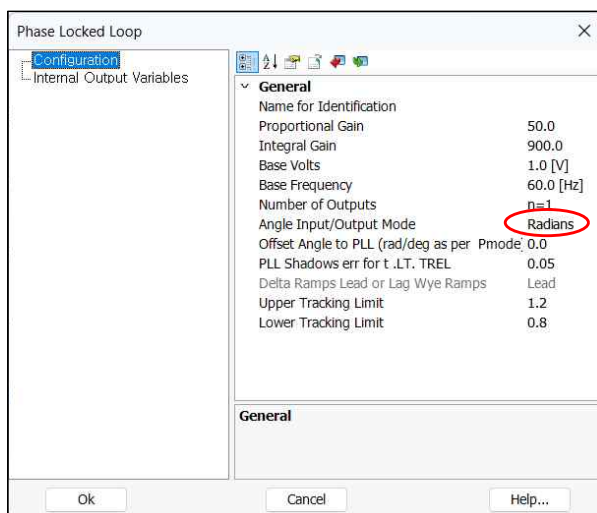 Phase Locked Loop
Configuration
Internal Output Variables
General
Name for Identification
Proportional Gain 50.0
Integral Gain 900.0
Base Volts 1.0 [V]
Base Frequency 60.0 [Hz]
Number of Outputs n=1
Angle Input/Output Mode Radians
Offset Angle to PLL (rad/deg as per Pmode) 0.0
PLL Shadows err for t .LT. TREL 0.05
Delta Ramps Lead or Lag Wye Ramps Lead
Upper Tracking Limit 1.2
Lower Tracking Limit 0.8
General
Ok Cancel Help...